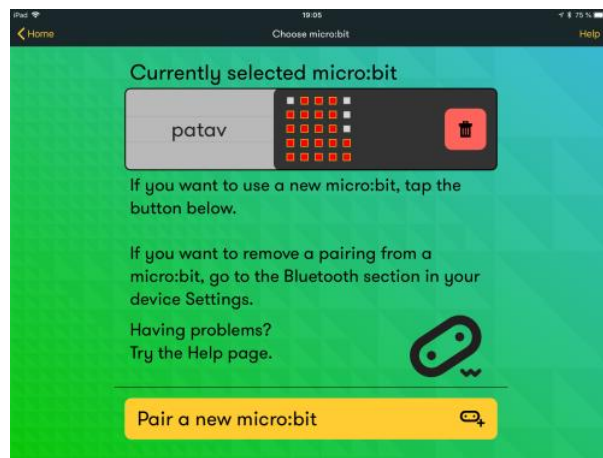 iPad 19:05 75 %
Home Choose micro:bit Help
Currently selected micro:bit
patav
If you want to use a new micro:bit, tap the
button below.
If you want to remove a pairing from a
micro:bit, go to the Bluetooth section in your
device Settings.
Having problems?
Try the Help page.
Pair a new micro:bit